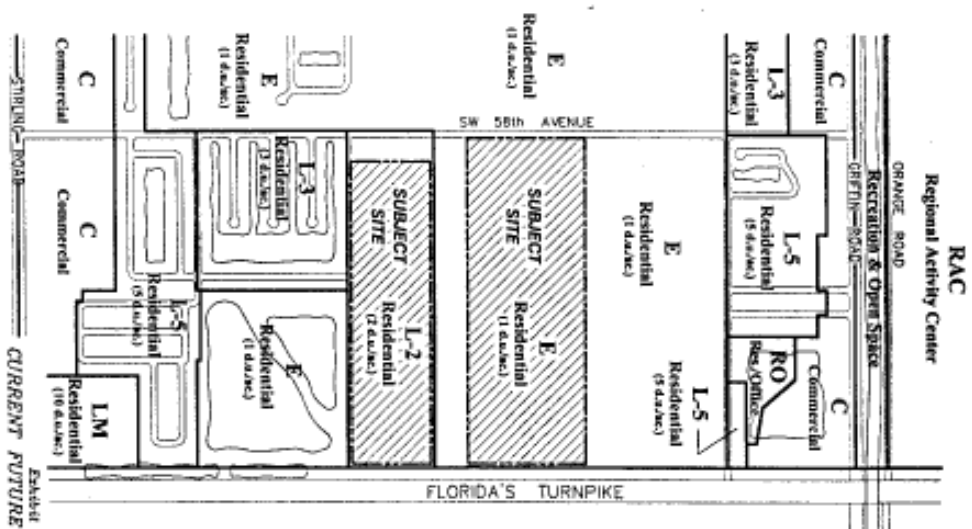 RAC
Regional Activity Center
ORANGE ROAD
Recreation & Open Space
GRIFFIN ROAD
C
Commercial
L-3
Residential
(3 d.u./ac.)
L-5
Residential
(5 d.u./ac.)
C
Commercial
RO
Res./Office
L-5
Residential
(5 d.u./ac.)
E
Residential
(1 d.u./ac.)
SW 58th AVENUE
E
Residential
(1 d.u./ac.)
SUBJECT
SITE
E
Residential
(1 d.u./ac.)
SUBJECT
SITE
L-2
Residential
(2 d.u./ac.)
E
Residential
(1 d.u./ac.)
L-3
Residential
(3 d.u./ac.)
E
Residential
(1 d.u./ac.)
L-5
Residential
(5 d.u./ac.)
C
Commercial
C
Commercial
LM
Residential
(10 d.u./ac.)
STIRLING ROAD
FLORIDA'S TURNPIKE
Exhibit
CURRENT FUTURE